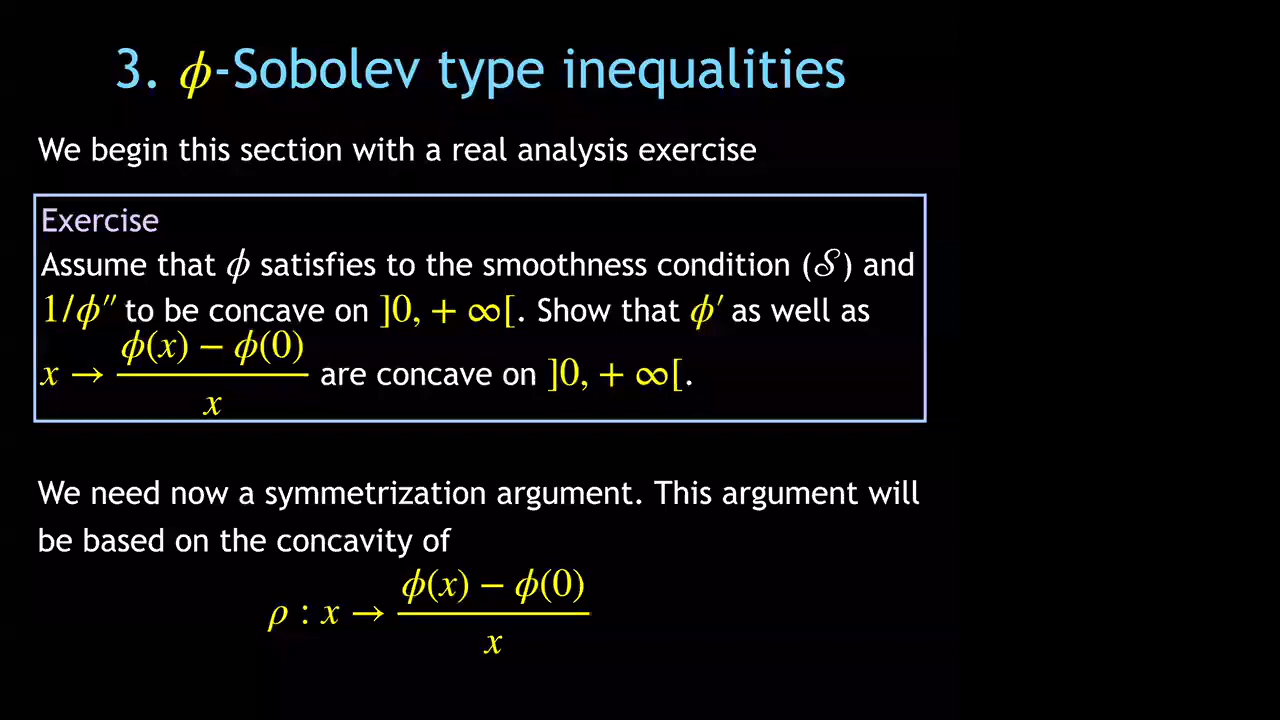 3. ϕ-Sobolev type inequalities
We begin this section with a real analysis exercise
Exercise
Assume that ϕ satisfies to the smoothness condition (𝒮) and
1/ϕ′′ to be concave on ]0, + ∞[. Show that ϕ′ as well as
x → (ϕ(x) − ϕ(0))/x are concave on ]0, + ∞[.
We need now a symmetrization argument. This argument will
be based on the concavity of
ρ : x → (ϕ(x) − ϕ(0))/x